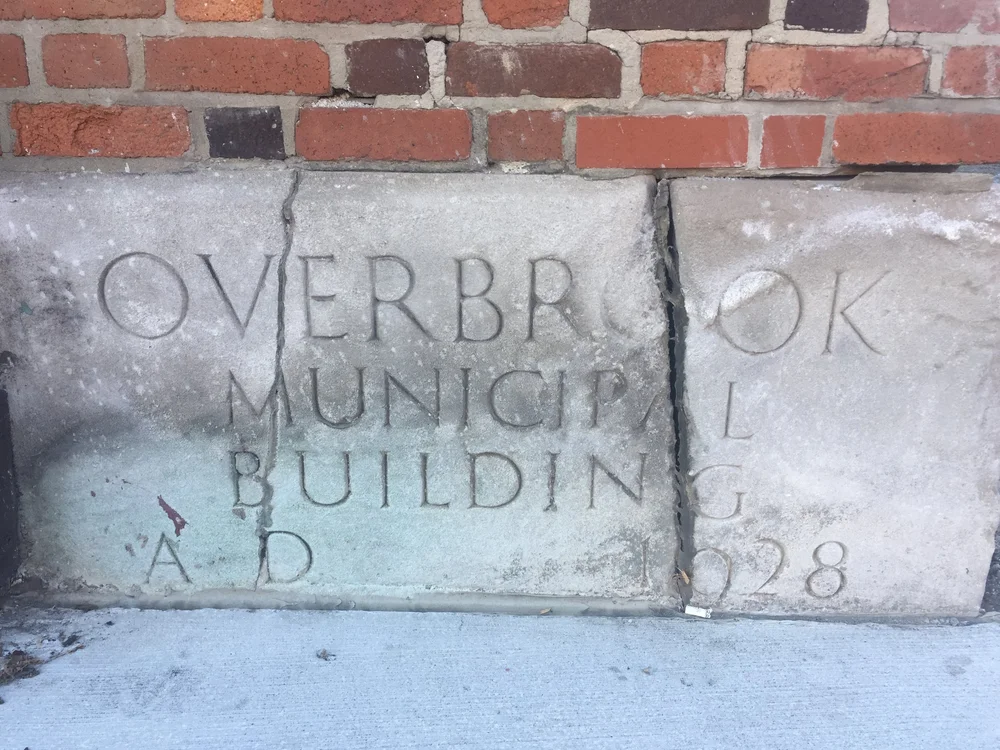 OVERBROOK
MUNICIPAL
BUILDING
A D 1928